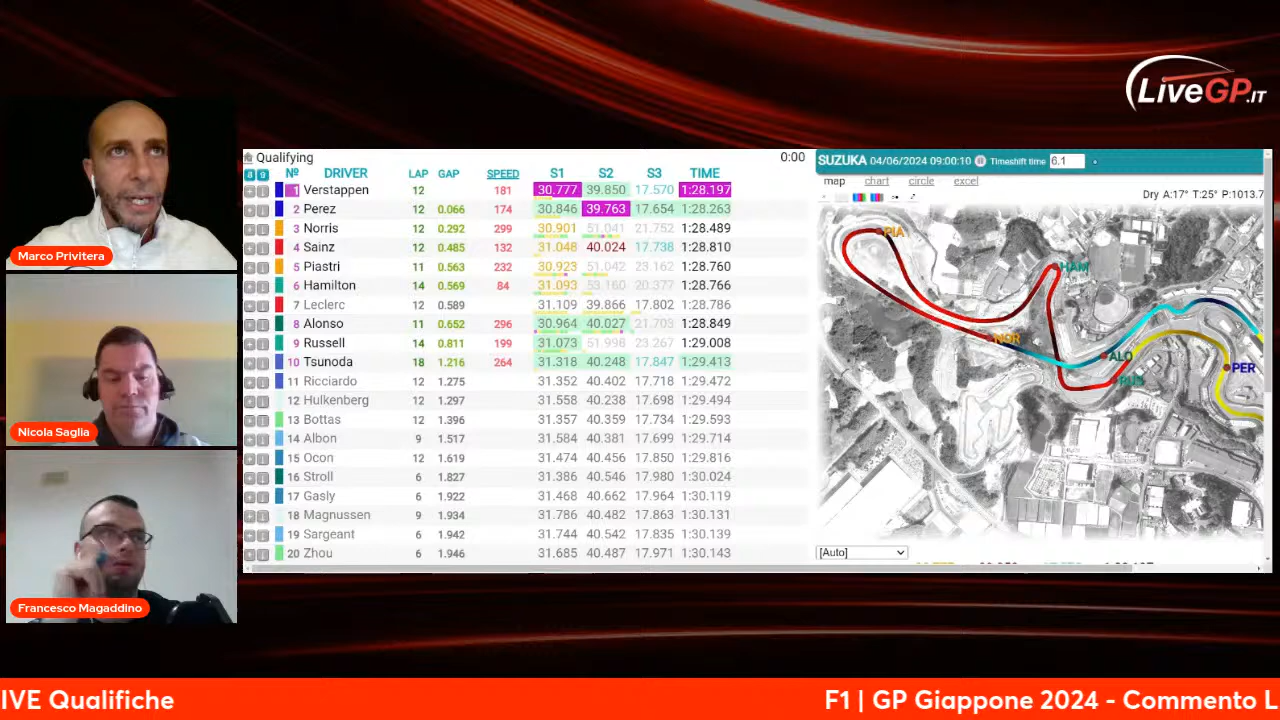 LiveGP.IT
Marco Privitera
Nicola Saglia
Francesco Magaddino
Qualifying 0:00
Nº DRIVER LAP GAP SPEED S1 S2 S3 TIME
1 Verstappen 12 181 30.777 39.850 17.570 1:28.197
2 Perez 12 0.066 174 30.846 39.763 17.654 1:28.263
3 Norris 12 0.292 299 30.901 51.041 21.752 1:28.489
4 Sainz 12 0.485 132 31.048 40.024 17.738 1:28.810
5 Piastri 11 0.563 232 30.923 51.042 23.162 1:28.760
6 Hamilton 14 0.569 84 31.093 53.160 20.377 1:28.766
7 Leclerc 12 0.589 31.109 39.866 17.802 1:28.786
8 Alonso 11 0.652 296 30.964 40.027 21.703 1:28.849
9 Russell 14 0.811 199 31.073 51.998 23.267 1:29.008
10 Tsunoda 18 1.216 264 31.318 40.248 17.847 1:29.413
11 Ricciardo 12 1.275 31.352 40.402 17.718 1:29.472
12 Hulkenberg 12 1.297 31.558 40.238 17.698 1:29.494
13 Bottas 12 1.396 31.357 40.359 17.734 1:29.593
14 Albon 9 1.517 31.584 40.381 17.699 1:29.714
15 Ocon 12 1.619 31.474 40.456 17.850 1:29.816
16 Stroll 6 1.827 31.386 40.546 17.980 1:30.024
17 Gasly 6 1.922 31.468 40.662 17.964 1:30.119
18 Magnussen 9 1.934 31.786 40.482 17.863 1:30.131
19 Sargeant 6 1.942 31.744 40.542 17.835 1:30.139
20 Zhou 6 1.946 31.685 40.487 17.971 1:30.143
SUZUKA 04/06/2024 09:00:10 Timeshift time 6.1
map chart circle excel
Dry A:17° T:25° P:1013.7
PIA
HAM
NOR
ALO
PER
RUS
[Auto]
IVE Qualifiche F1 | GP Giappone 2024 - Commento L